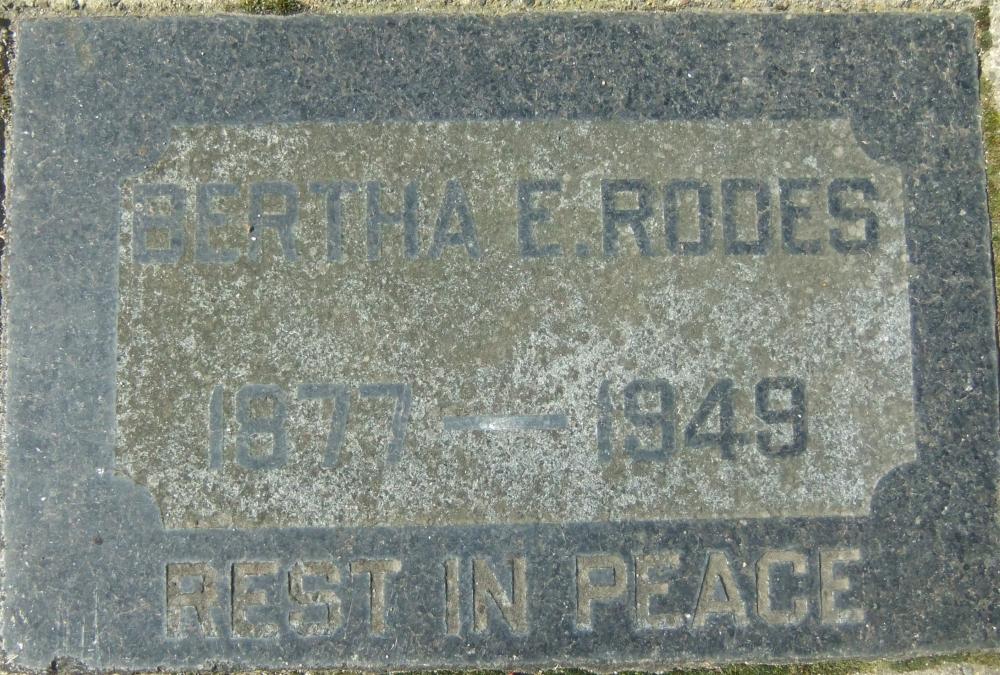 BERTHA E. RODES
1877 — 1949
REST IN PEACE